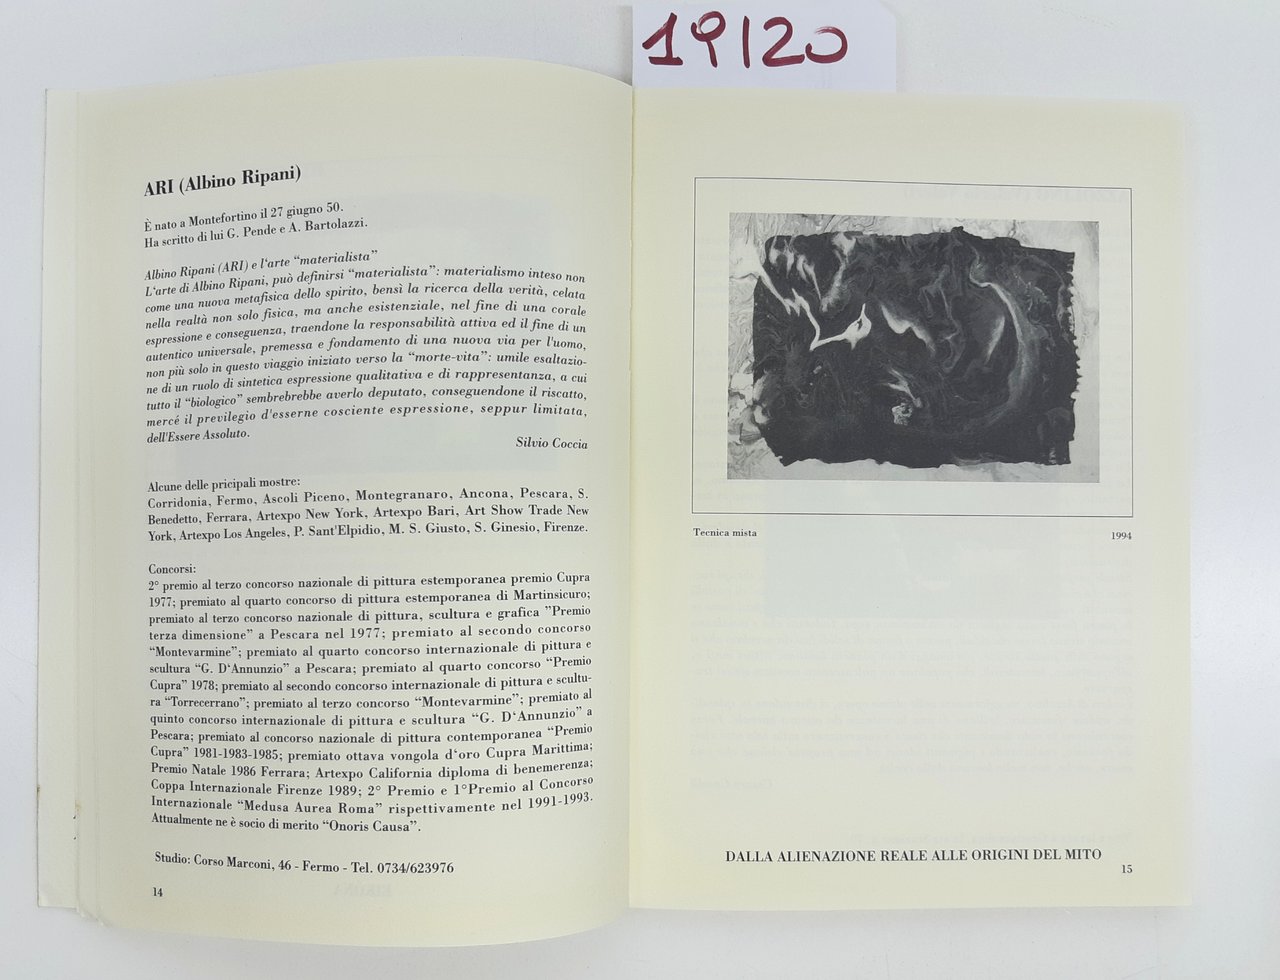 19120
ARI (Albino Ripani)
È nato a Montefortino il 27 giugno 50.
Ha scritto di lui G. Pende e A. Bartolazzi.
Albino Ripani (ARI) e l'arte “materialista”
L'arte di Albino Ripani, può definirsi “materialista”: materialismo inteso non
come una nuova metafisica dello spirito, bensì la ricerca della verità, celata
nella realtà non solo fisica, ma anche esistenziale, nel fine di una corale
espressione e conseguenza, traendone la responsabilità attiva ed il fine di un
autentico universale, premessa e fondamento di una nuova via per l'uomo,
non più solo in questo viaggio iniziato verso la “morte-vita”: umile esaltazio-
ne di un ruolo di sintetica espressione qualitativa e di rappresentanza, a cui
tutto il “biologico” sembrebrebbe averlo deputato, conseguendone il riscatto,
mercé il previlegio d'esserne cosciente espressione, seppur limitata,
dell'Essere Assoluto.
Silvio Coccia
Alcune delle pricipali mostre:
Corridonia, Fermo, Ascoli Piceno, Montegranaro, Ancona, Pescara, S.
Benedetto, Ferrara, Artexpo New York, Artexpo Bari, Art Show Trade New
York, Artexpo Los Angeles, P. Sant'Elpidio, M. S. Giusto, S. Ginesio, Firenze.
Concorsi:
2° premio al terzo concorso nazionale di pittura estemporanea premio Cupra
1977; premiato al quarto concorso di pittura estemporanea di Martinsicuro;
premiato al terzo concorso nazionale di pittura, scultura e grafica ”Premio
terza dimensione” a Pescara nel 1977; premiato al secondo concorso
“Montevarmine”; premiato al quarto concorso internazionale di pittura e
scultura “G. D'Annunzio” a Pescara; premiato al quarto concorso “Premio
Cupra” 1978; premiato al secondo concorso internazionale di pittura e scultu-
ra “Torrecerrano”; premiato al terzo concorso “Montevarmine”; premiato al
quinto concorso internazionale di pittura e scultura “G. D‘Annunzio” a
Pescara; premiato al concorso nazionale di pittura contemporanea “Premio
Cupra” 1981-1983-1985; premiato ottava vongola d‘oro Cupra Marittima;
Premio Natale 1986 Ferrara; Artexpo California diploma di benemerenza;
Coppa Internazionale Firenze 1989; 2° Premio e 1°Premio al Concorso
Internazionale “Medusa Aurea Roma” rispettivamente nel 1991-1993.
Attualmente ne è socio di merito “Onoris Causa”.
Studio: Corso Marconi, 46 - Fermo - Tel. 0734/623976
14
Tecnica mista
1994
DALLA ALIENAZIONE REALE ALLE ORIGINI DEL MITO
15